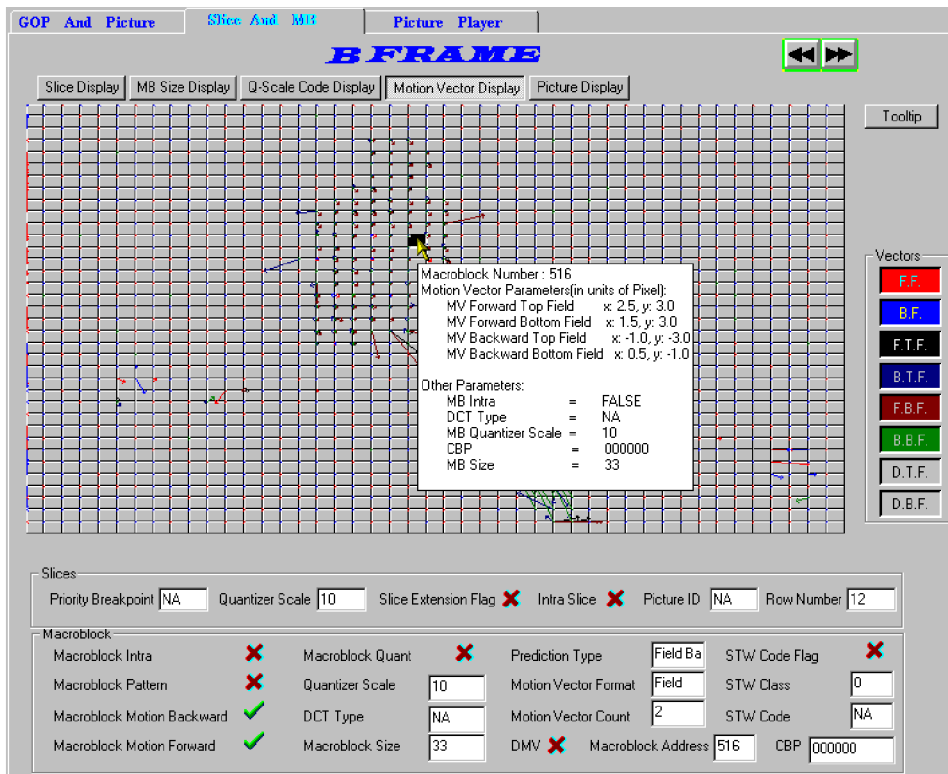 GOP And Picture Slice And MB Picture Player
B FRAME
Slice Display MB Size Display Q-Scale Code Display Motion Vector Display Picture Display
Tooltip
Macroblock Number : 516
Motion Vector Parameters(in units of Pixel):
MV Forward Top Field x: 2.5, y: 3.0
MV Forward Bottom Field x: 1.5, y: 3.0
MV Backward Top Field x: -1.0, y: -3.0
MV Backward Bottom Field x: 0.5, y: -1.0
Other Parameters:
MB Intra = FALSE
DCT Type = NA
MB Quantizer Scale = 10
CBP = 000000
MB Size = 33
Vectors
F.F.
B.F.
F.T.F.
B.T.F.
F.B.F.
B.B.F.
D.T.F.
D.B.F.
Slices
Priority Breakpoint NA Quantizer Scale 10 Slice Extension Flag Intra Slice Picture ID NA Row Number 12
Macroblock
Macroblock Intra Macroblock Quant Prediction Type Field Ba STW Code Flag
Macroblock Pattern Quantizer Scale 10 Motion Vector Format Field STW Class 0
Macroblock Motion Backward DCT Type NA Motion Vector Count 2 STW Code NA
Macroblock Motion Forward Macroblock Size 33 DMV Macroblock Address 516 CBP 000000